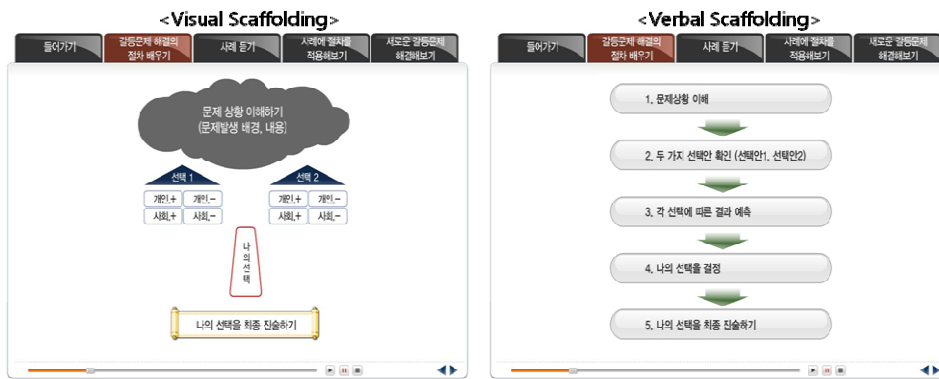 <Visual Scaffolding>
들어가기
갈등문제 해결의
절차 배우기
사례 듣기
사례에 절차를
적용해보기
새로운 갈등문제
해결해보기
문제 상황 이해하기
(문제발생 배경, 내용)
선택 1
선택 2
개인,+ 개인,-
개인,+ 개인,-
사회,+ 사회,-
사회,+ 사회,-
나
의
선
택
나의 선택을 최종 진술하기
<Verbal Scaffolding>
들어가기
갈등문제 해결의
절차 배우기
사례 듣기
사례에 절차를
적용해보기
새로운 갈등문제
해결해보기
1. 문제상황 이해
2. 두 가지 선택안 확인 (선택안1, 선택안2)
3. 각 선택에 따른 결과 예측
4. 나의 선택을 결정
5. 나의 선택을 최종 진술하기